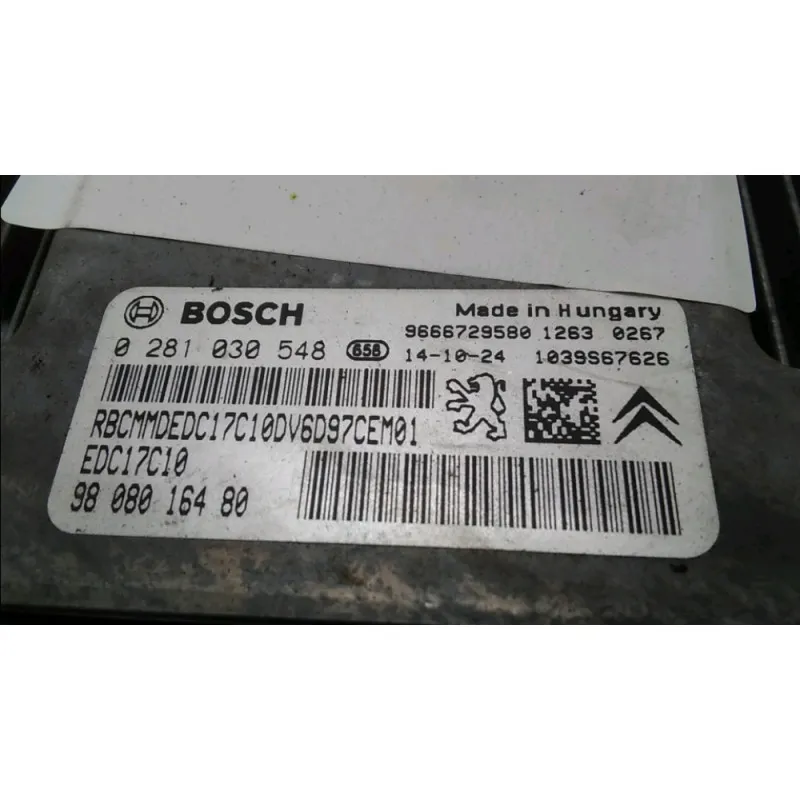 BOSCH
Made in Hungary
9666729580 1263 0267
0 281 030 548 656 14-10-24 1039S67626
RBCMMDEDC17C10DV6D97CEM01
EDC17C10
98 080 164 80